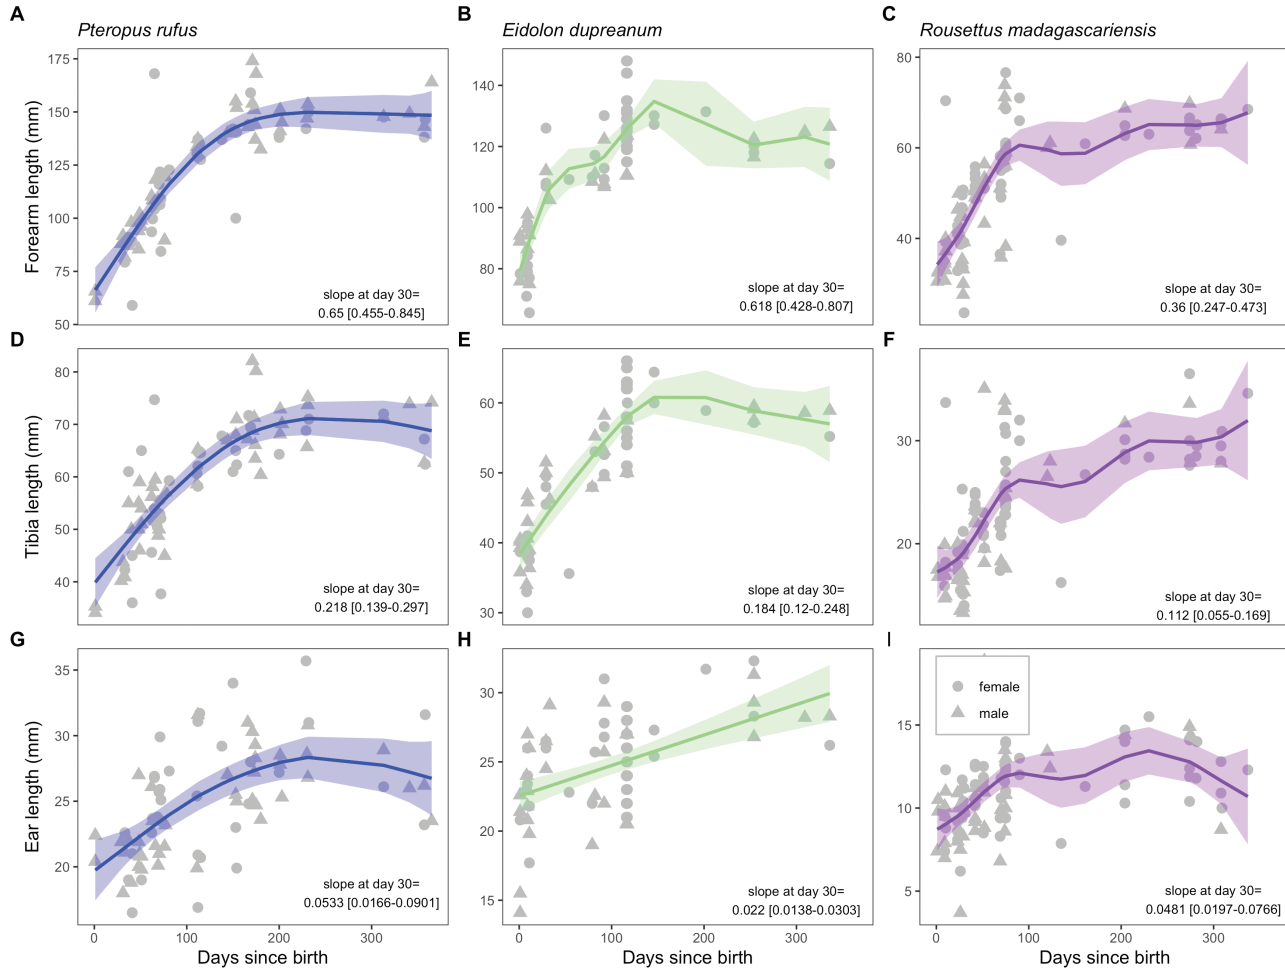 A
B
C
Pteropus rufus
Eidolon dupreanum
Rousettus madagascariensis
Forearm length (mm)
175
150
125
100
75
50
slope at day 30=
0.65 [0.455-0.845]
140
120
100
80
slope at day 30=
0.618 [0.428-0.807]
80
60
40
slope at day 30=
0.36 [0.247-0.473]
D
E
F
Tibia length (mm)
80
70
60
50
40
slope at day 30=
0.218 [0.139-0.297]
60
50
40
30
slope at day 30=
0.184 [0.12-0.248]
30
20
slope at day 30=
0.112 [0.055-0.169]
G
H
I
Ear length (mm)
35
30
25
20
slope at day 30=
0.0533 [0.0166-0.0901]
30
25
20
15
slope at day 30=
0.022 [0.0138-0.0303]
15
10
5
female
male
slope at day 30=
0.0481 [0.0197-0.0766]
0 100 200 300
0 100 200 300
0 100 200 300
Days since birth
Days since birth
Days since birth